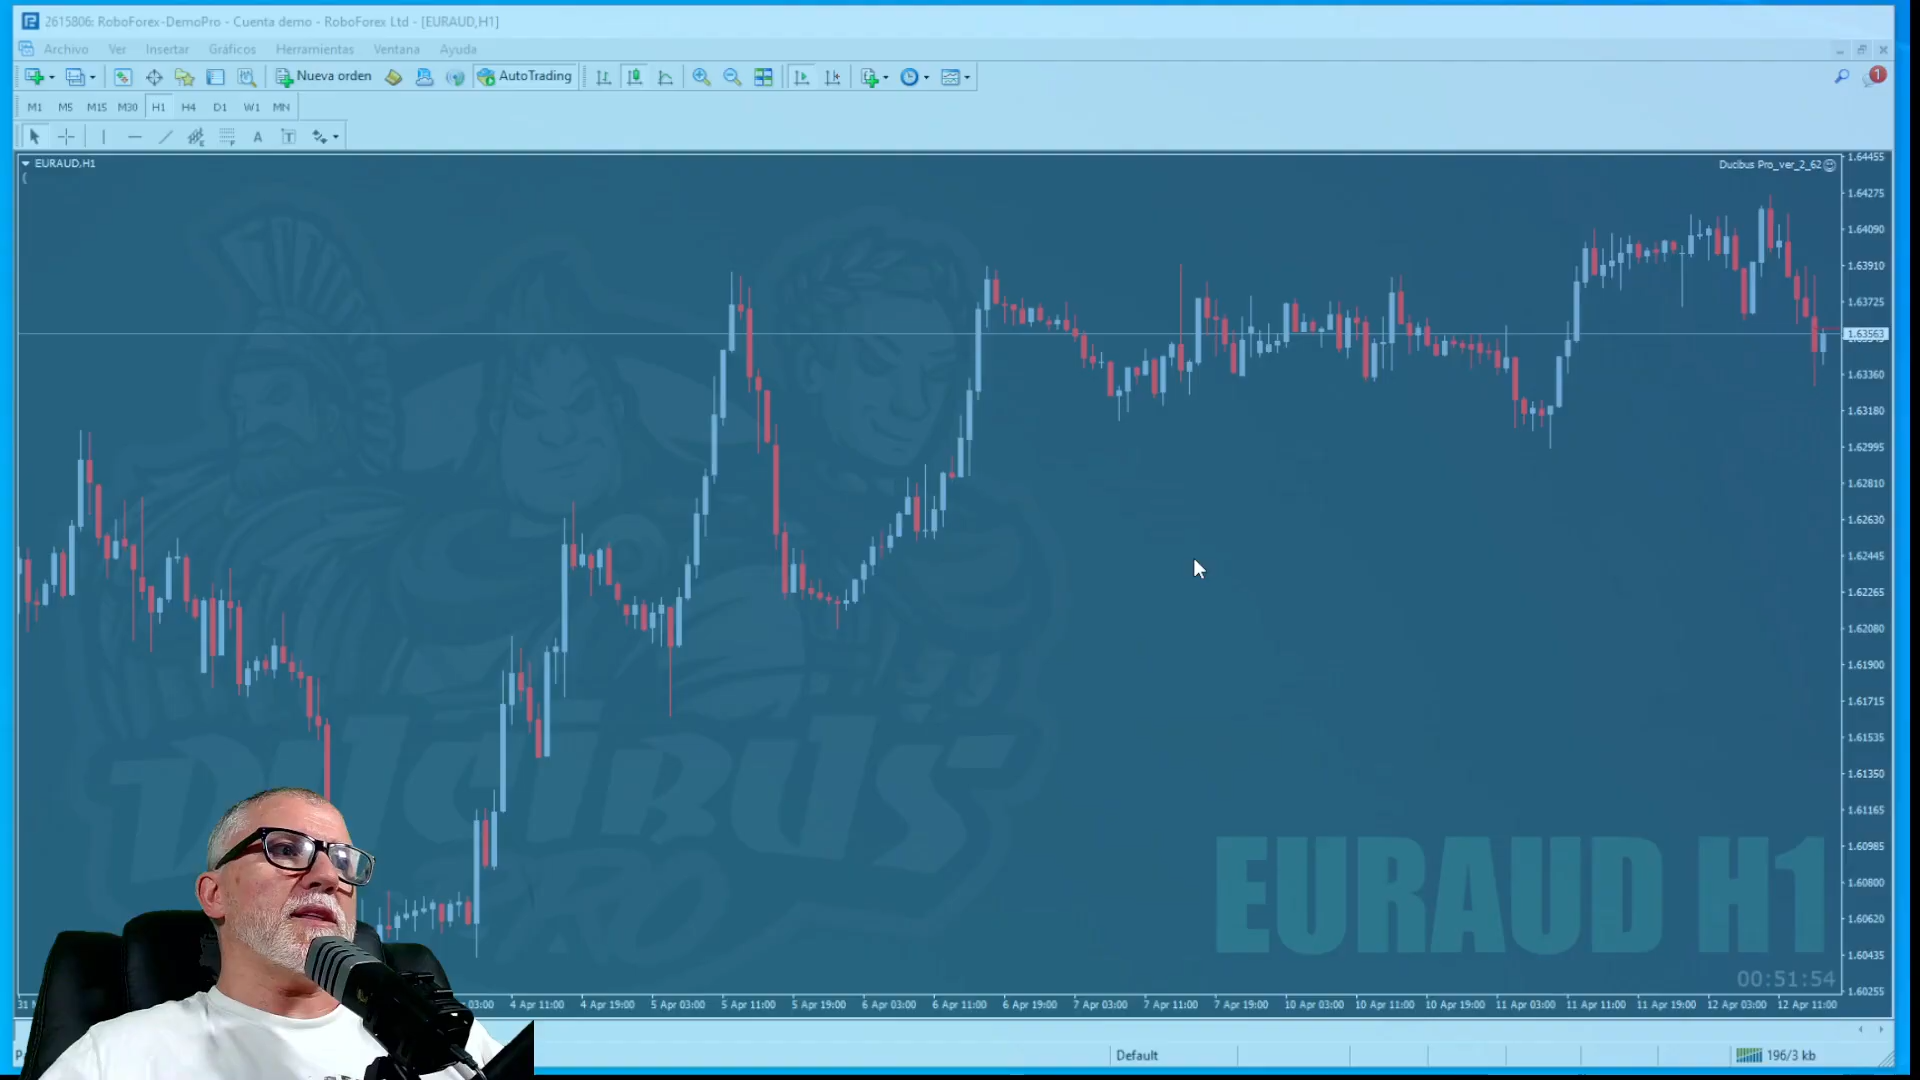 2615806: RoboForex-DemoPro - Cuenta demo - RoboForex Ltd - [EURAUD,H1]
Archivo Ver Insertar Gráficos Herramientas Ventana Ayuda
Nueva orden AutoTrading 1
M1 M5 M15 M30 H1 H4 D1 W1 MN
A T
EURAUD,H1
Ducibus Pro_ver_2_62
1.64455
1.64275
1.64090
1.63910
1.63725
1.63563
1.63360
1.63180
1.62995
1.62810
1.62630
1.62445
1.62265
1.62080
1.61900
1.61715
1.61535
1.61350
1.61165
1.60985
1.60800
1.60620
1.60435
1.60255
DUCIBUS
PRO
EURAUD H1
00:51:54
31 03:00 4 Apr 11:00 4 Apr 19:00 5 Apr 03:00 5 Apr 11:00 5 Apr 19:00 6 Apr 03:00 6 Apr 11:00 6 Apr 19:00 7 Apr 03:00 7 Apr 11:00 7 Apr 19:00 10 Apr 03:00 10 Apr 11:00 10 Apr 19:00 11 Apr 03:00 11 Apr 11:00 11 Apr 19:00 12 Apr 03:00 12 Apr 11:00
Default 196/3 kb